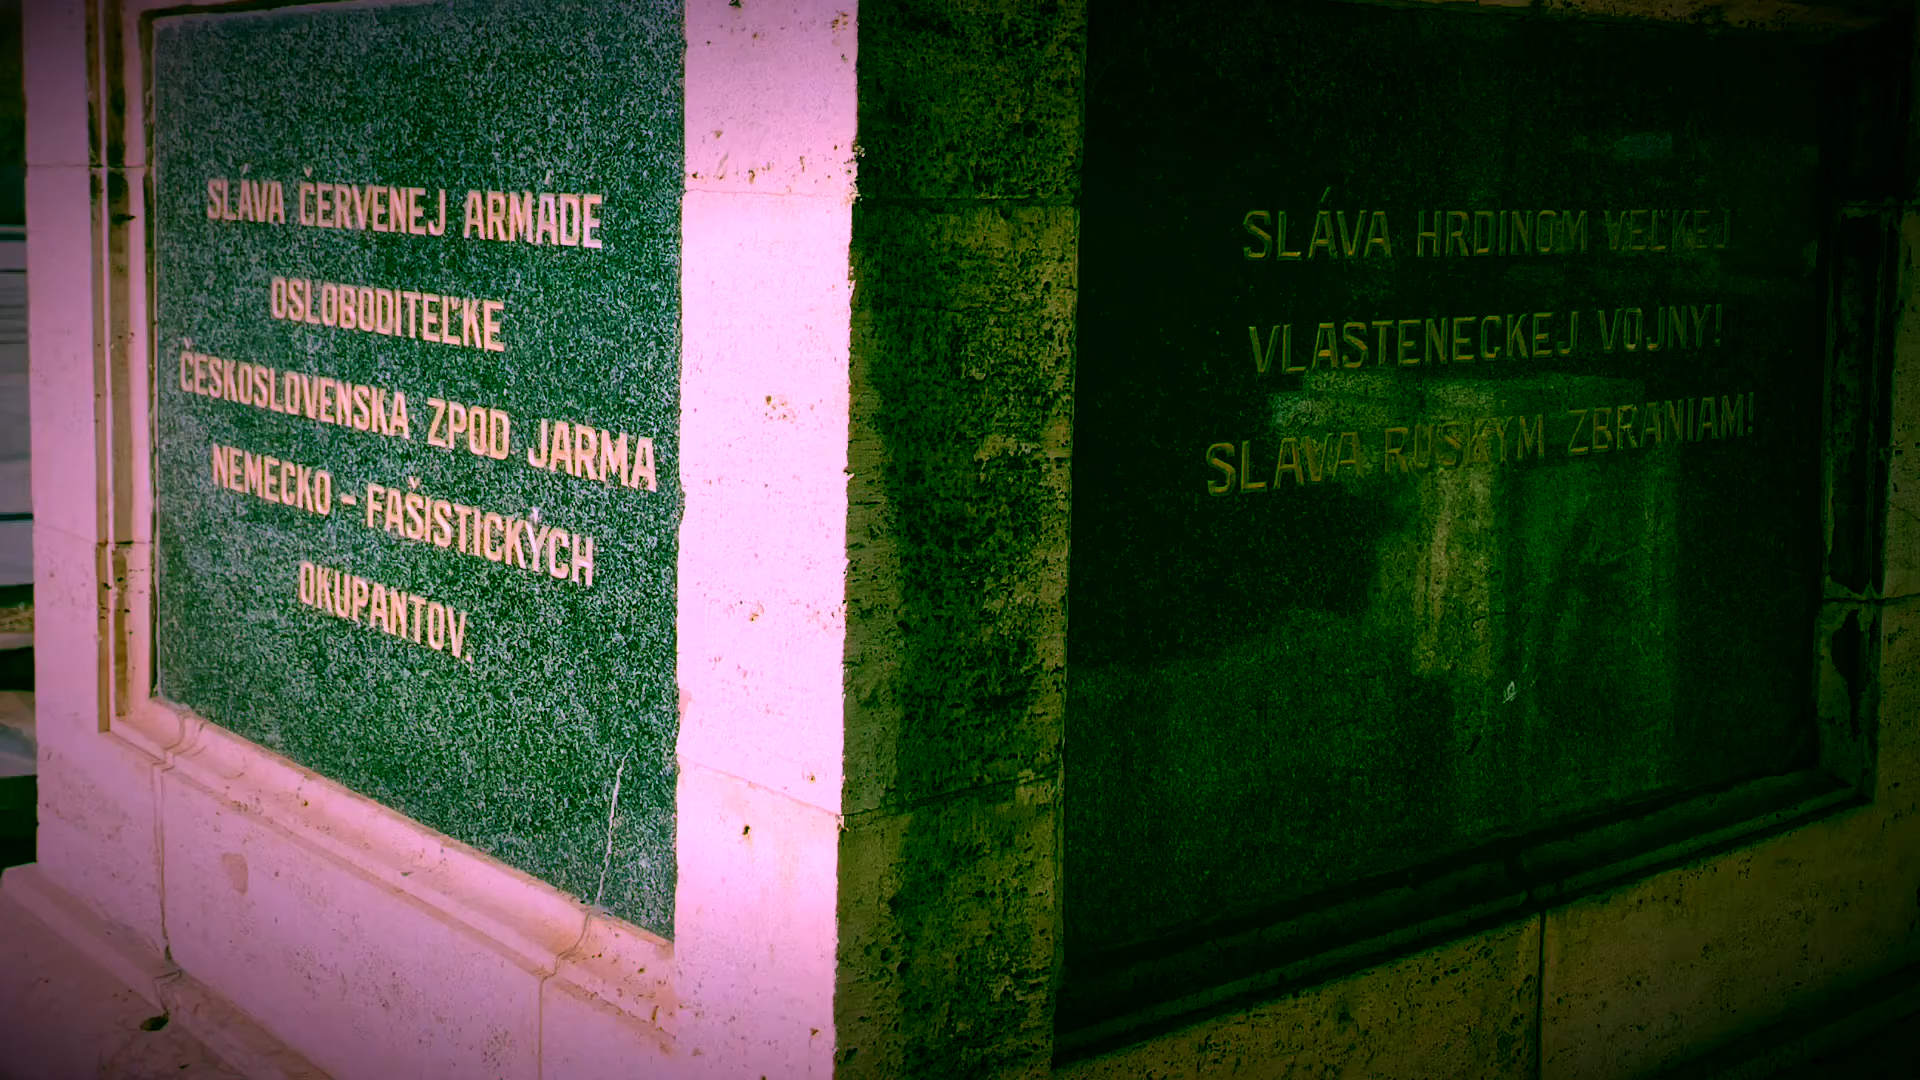 SLÁVA ČERVENEJ ARMÁDE
OSLOBODITEĽKE
ČESKOSLOVENSKA ZPOD JARMA
NEMECKO – FAŠISTICKÝCH
OKUPANTOV.
SLÁVA HRDINOM VEĽKEJ
VLASTENECKEJ VOJNY!
SLÁVA RUSKÝM ZBRANIAM!